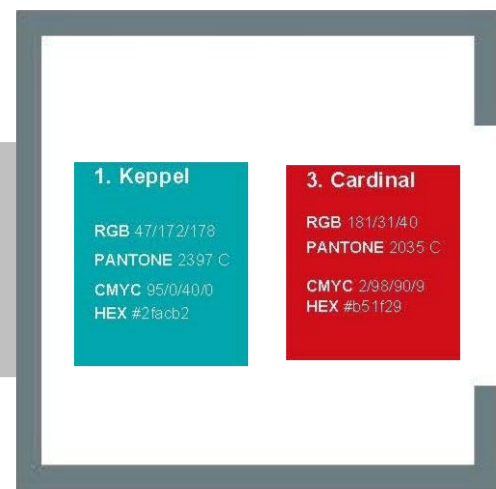 1. Keppel
RGB 47/172/178
PANTONE 2397 C
CMYC 95/0/40/0
HEX #2facb2
3. Cardinal
RGB 181/31/40
PANTONE 2035 C
CMYC 2/98/90/9
HEX #b51f29